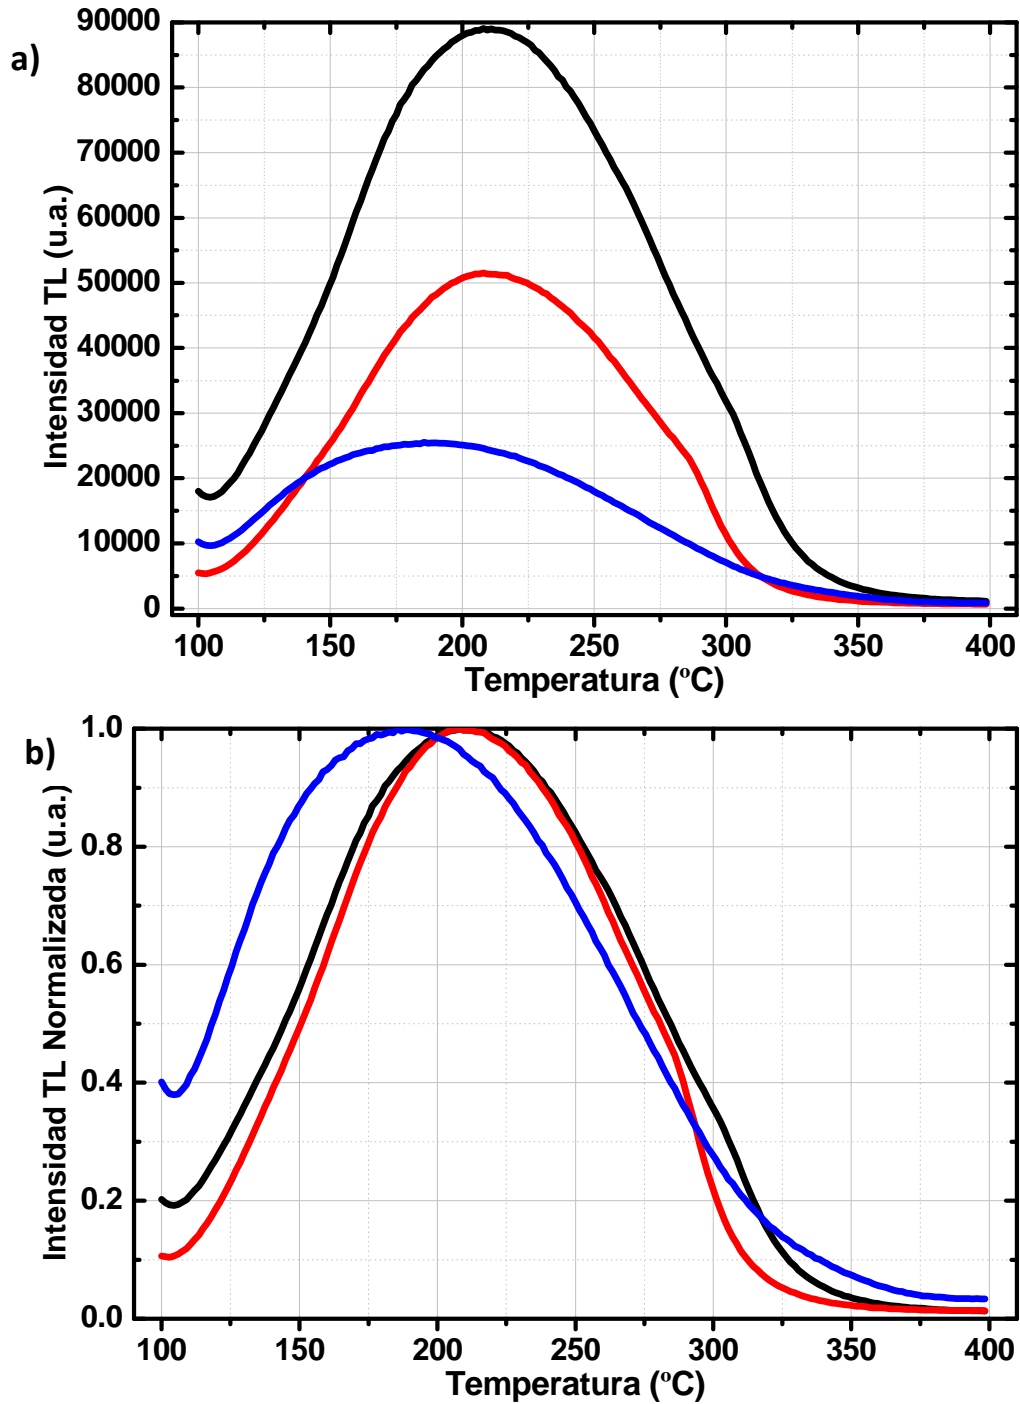 a)
Intensidad TL (u.a.)
90000
80000
70000
60000
50000
40000
30000
20000
10000
0
100 150 200 250 300 350 400
Temperatura (ºC)
b)
Intensidad TL Normalizada (u.a.)
1.0
0.8
0.6
0.4
0.2
0.0
100 150 200 250 300 350 400
Temperatura (ºC)